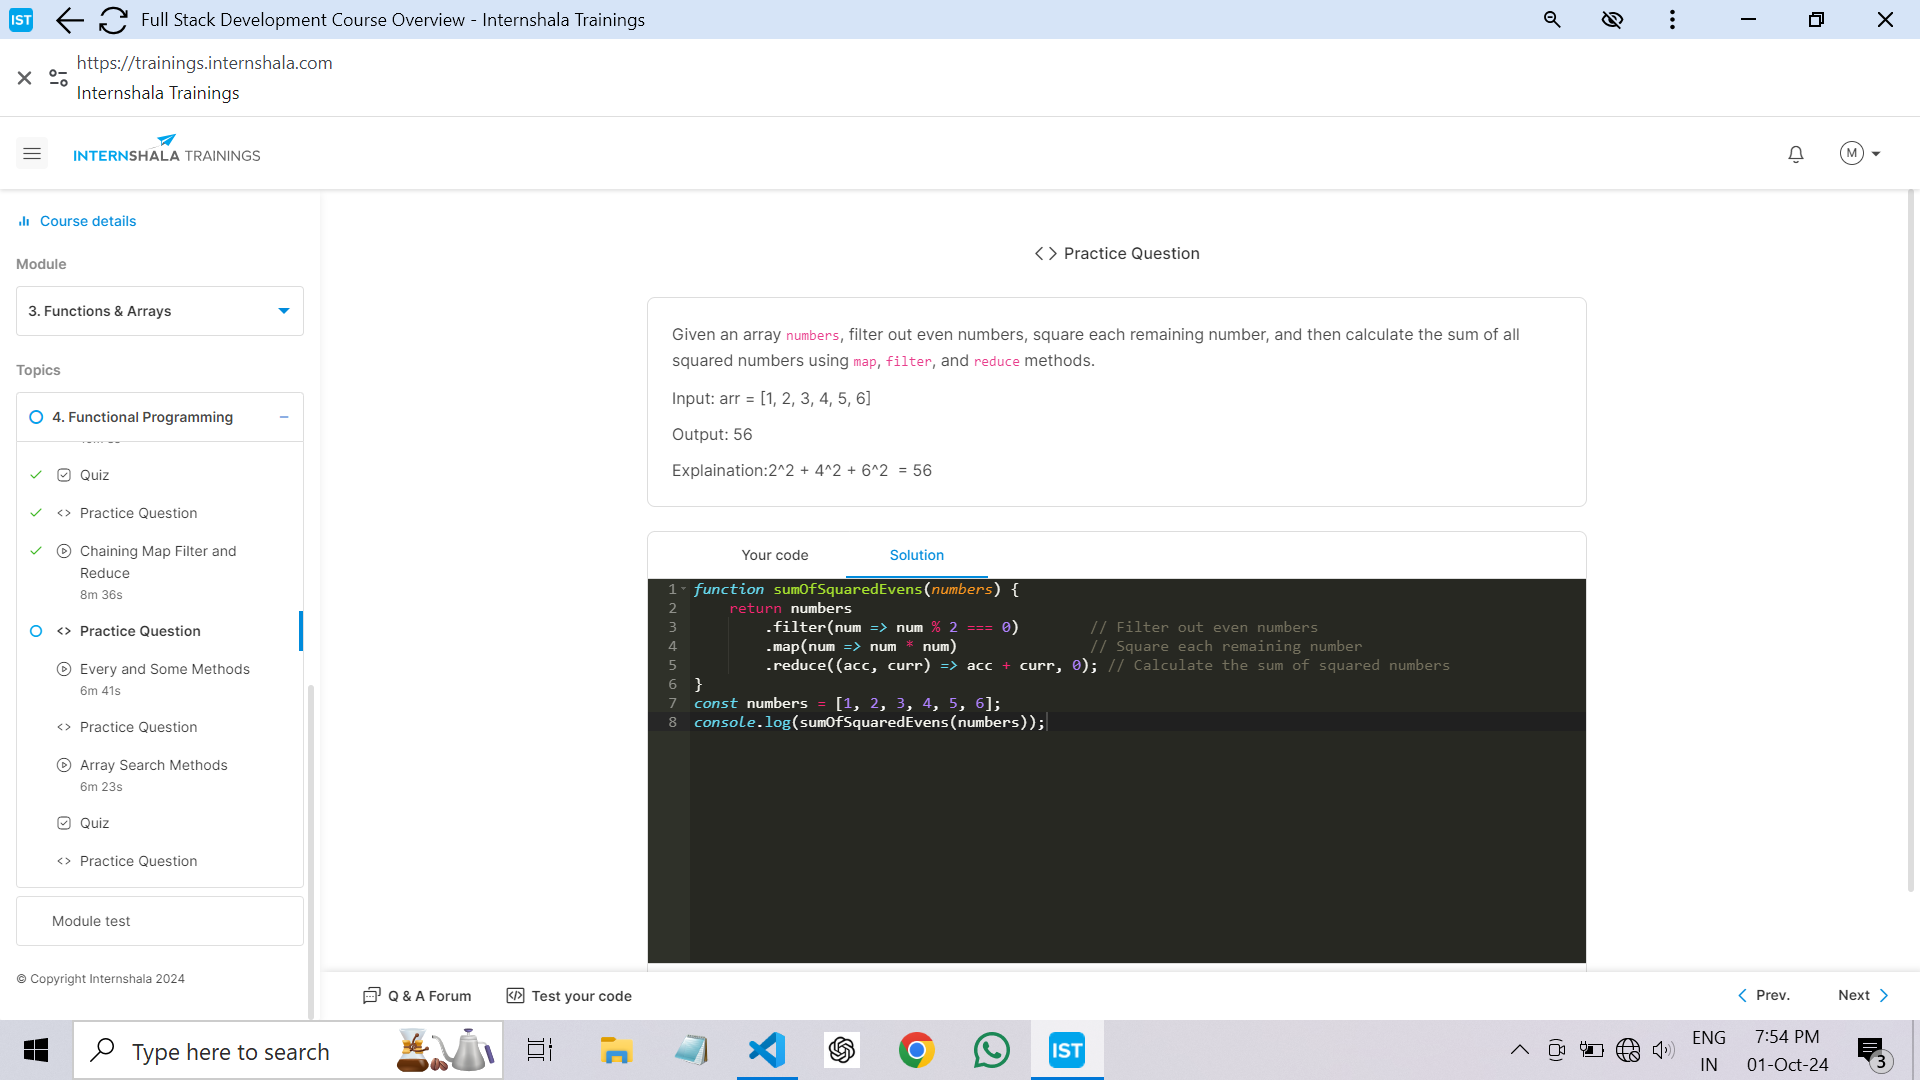 IST Full Stack Development Course Overview - Internshala Trainings
https://trainings.internshala.com
Internshala Trainings
INTERNSHALA TRAININGS
M
Course details
Module
3. Functions & Arrays
Topics
4. Functional Programming
Quiz
Practice Question
Chaining Map Filter and
Reduce
8m 36s
Practice Question
Every and Some Methods
6m 41s
Practice Question
Array Search Methods
6m 23s
Quiz
Practice Question
Module test
© Copyright Internshala 2024
<> Practice Question
Given an array numbers, filter out even numbers, square each remaining number, and then calculate the sum of all
squared numbers using map, filter, and reduce methods.
Input: arr = [1, 2, 3, 4, 5, 6]
Output: 56
Explaination:2^2 + 4^2 + 6^2  = 56
Your code Solution
1 function sumOfSquaredEvens(numbers) {
2     return numbers
3         .filter(num => num % 2 === 0)        // Filter out even numbers
4         .map(num => num * num)               // Square each remaining number
5         .reduce((acc, curr) => acc + curr, 0); // Calculate the sum of squared numbers
6 }
7 const numbers = [1, 2, 3, 4, 5, 6];
8 console.log(sumOfSquaredEvens(numbers));
Q & A Forum Test your code Prev. Next
Type here to search
IST
ENG
IN
7:54 PM
01-Oct-24
3